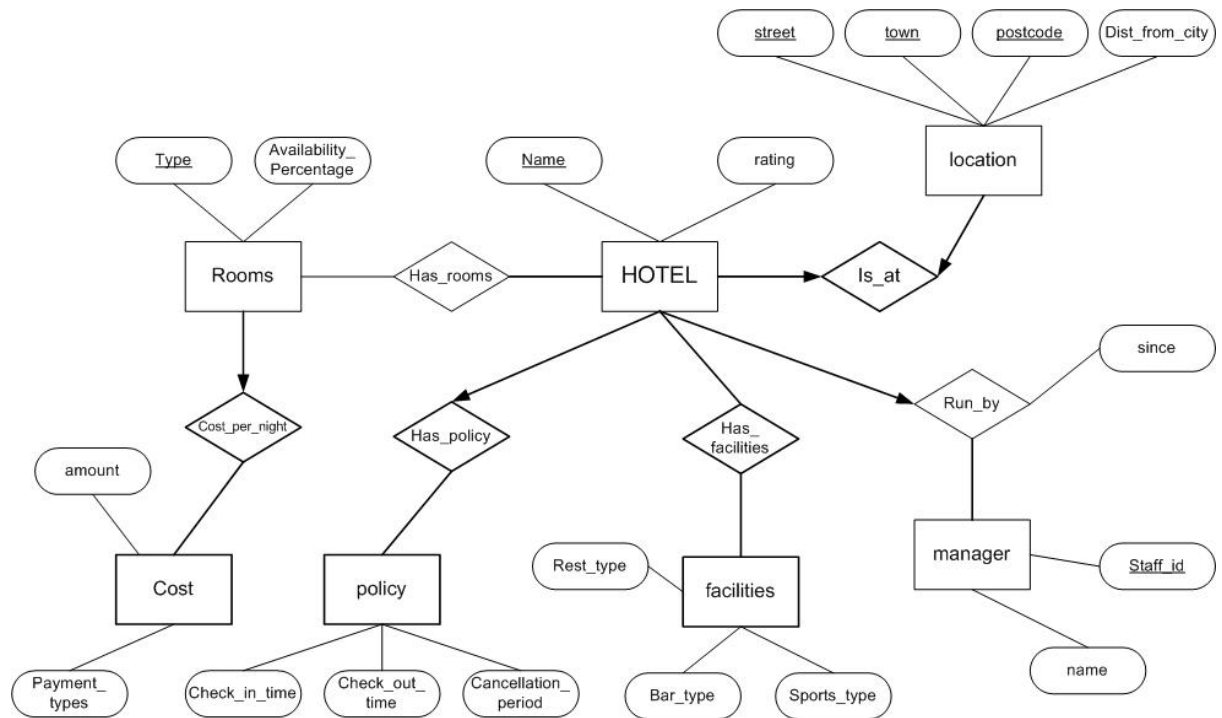 street
town
postcode
Dist_from_city
Type
Availability_
Percentage
Name
rating
location
Rooms
Has_rooms
HOTEL
Is_at
since
Cost_per_night
Has_policy
Has_
facilities
Run_by
amount
Cost
policy
Rest_type
facilities
manager
Staff_id
Payment_
types
Check_in_time
Check_out_
time
Cancellation_
period
Bar_type
Sports_type
name